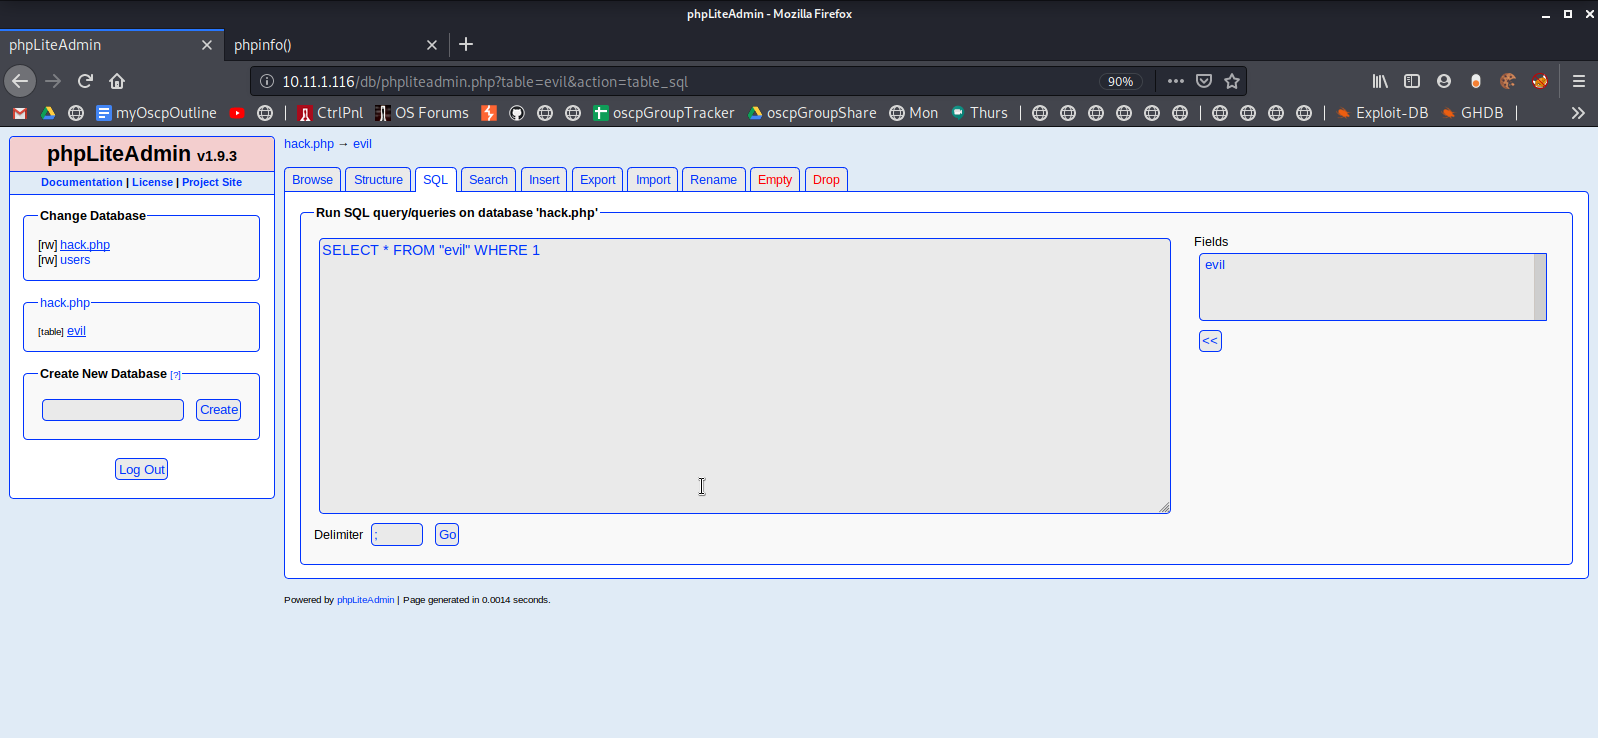 phpLiteAdmin - Mozilla Firefox
phpLiteAdmin phpinfo()
10.11.1.116/db/phpliteadmin.php?table=evil&action=table_sql 90%
myOscpOutline CtrlPnl OS Forums oscpGroupTracker oscpGroupShare Mon Thurs Exploit-DB GHDB
phpLiteAdmin v1.9.3
Documentation | License | Project Site
Change Database
[rw] hack.php
[rw] users
hack.php
[table] evil
Create New Database [?]
Create
Log Out
hack.php → evil
Browse Structure SQL Search Insert Export Import Rename Empty Drop
Run SQL query/queries on database 'hack.php'
SELECT * FROM "evil" WHERE 1
Fields
evil
<<
Delimiter ; Go
Powered by phpLiteAdmin | Page generated in 0.0014 seconds.